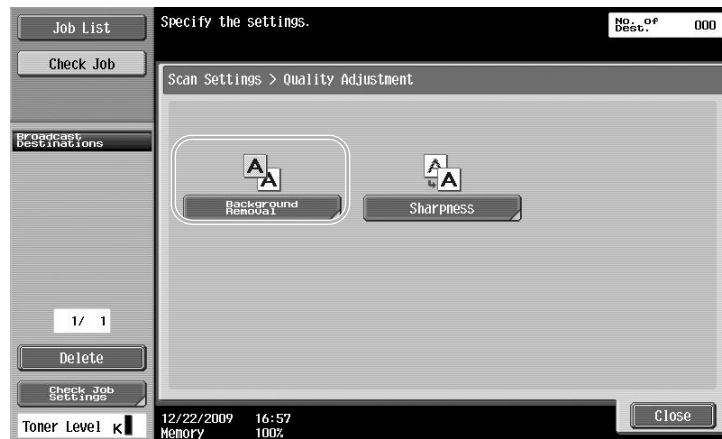 Job List
Check Job
Broadcast
Destinations
1/ 1
Delete
Check Job
Settings
Toner Level K
Specify the settings.
No. of
Dest.
000
Scan Settings > Quality Adjustment
A
A
Background
Removal
A
A
Sharpness
12/22/2009 16:57
Memory 100%
Close